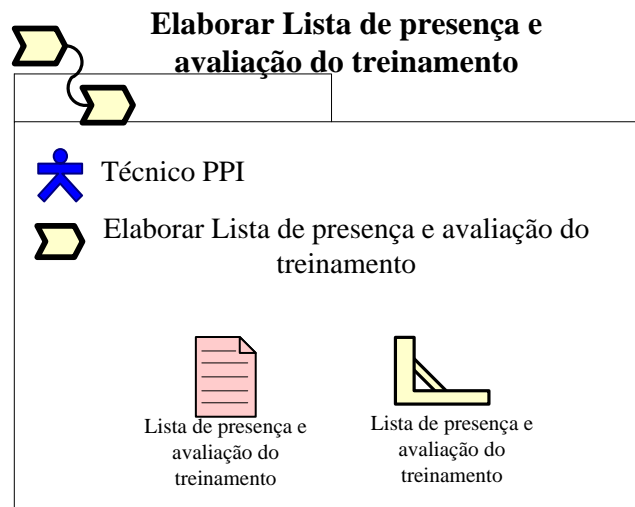 Elaborar Lista de presença e
avaliação do treinamento
Técnico PPI
Elaborar Lista de presença e avaliação do
treinamento
Lista de presença e
avaliação do
treinamento
Lista de presença e
avaliação do
treinamento